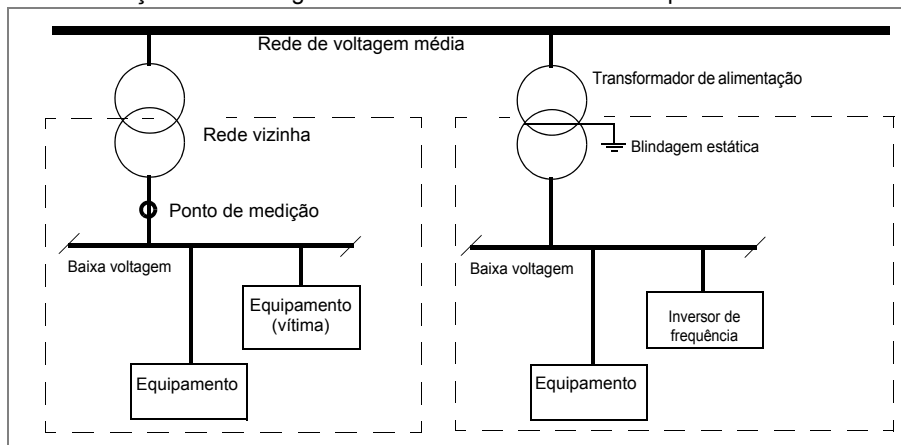 Rede de voltagem média
Transformador de alimentação
Rede vizinha
Blindagem estática
Ponto de medição
Baixa voltagem
Baixa voltagem
Equipamento
(vítima)
Inversor de
frequência
Equipamento
Equipamento